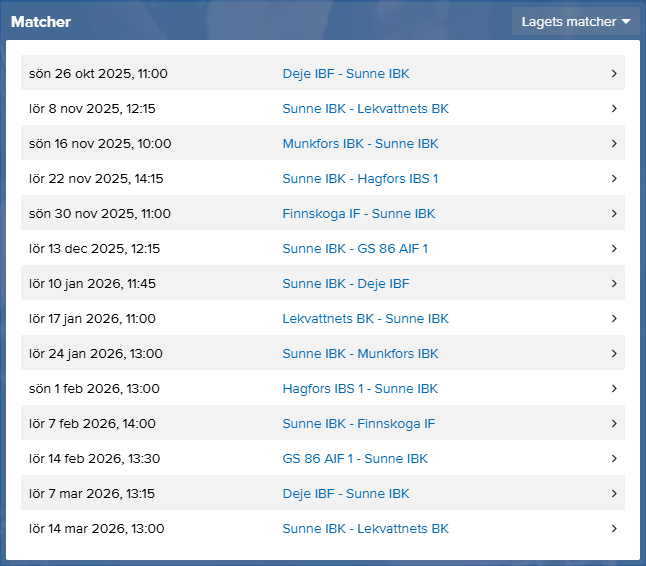 Matcher Lagets matcher
sön 26 okt 2025, 11:00 Deje IBF - Sunne IBK
lör 8 nov 2025, 12:15 Sunne IBK - Lekvattnets BK
sön 16 nov 2025, 10:00 Munkfors IBK - Sunne IBK
lör 22 nov 2025, 14:15 Sunne IBK - Hagfors IBS 1
sön 30 nov 2025, 11:00 Finnskoga IF - Sunne IBK
lör 13 dec 2025, 12:15 Sunne IBK - GS 86 AIF 1
lör 10 jan 2026, 11:45 Sunne IBK - Deje IBF
lör 17 jan 2026, 11:00 Lekvattnets BK - Sunne IBK
lör 24 jan 2026, 13:00 Sunne IBK - Munkfors IBK
sön 1 feb 2026, 13:00 Hagfors IBS 1 - Sunne IBK
lör 7 feb 2026, 14:00 Sunne IBK - Finnskoga IF
lör 14 feb 2026, 13:30 GS 86 AIF 1 - Sunne IBK
lör 7 mar 2026, 13:15 Deje IBF - Sunne IBK
lör 14 mar 2026, 13:00 Sunne IBK - Lekvattnets BK